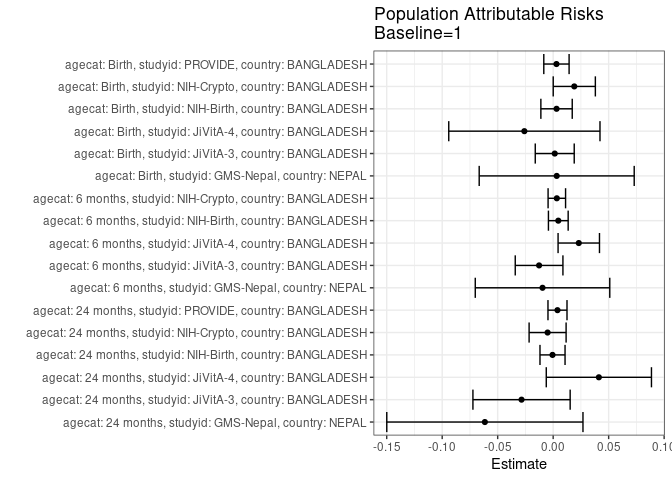 Population Attributable Risks
Baseline=1
agecat: Birth, studyid: PROVIDE, country: BANGLADESH
agecat: Birth, studyid: NIH-Crypto, country: BANGLADESH
agecat: Birth, studyid: NIH-Birth, country: BANGLADESH
agecat: Birth, studyid: JiVitA-4, country: BANGLADESH
agecat: Birth, studyid: JiVitA-3, country: BANGLADESH
agecat: Birth, studyid: GMS-Nepal, country: NEPAL
agecat: 6 months, studyid: NIH-Crypto, country: BANGLADESH
agecat: 6 months, studyid: NIH-Birth, country: BANGLADESH
agecat: 6 months, studyid: JiVitA-4, country: BANGLADESH
agecat: 6 months, studyid: JiVitA-3, country: BANGLADESH
agecat: 6 months, studyid: GMS-Nepal, country: NEPAL
agecat: 24 months, studyid: PROVIDE, country: BANGLADESH
agecat: 24 months, studyid: NIH-Crypto, country: BANGLADESH
agecat: 24 months, studyid: NIH-Birth, country: BANGLADESH
agecat: 24 months, studyid: JiVitA-4, country: BANGLADESH
agecat: 24 months, studyid: JiVitA-3, country: BANGLADESH
agecat: 24 months, studyid: GMS-Nepal, country: NEPAL
-0.15 -0.10 -0.05 0.00 0.05 0.10
Estimate